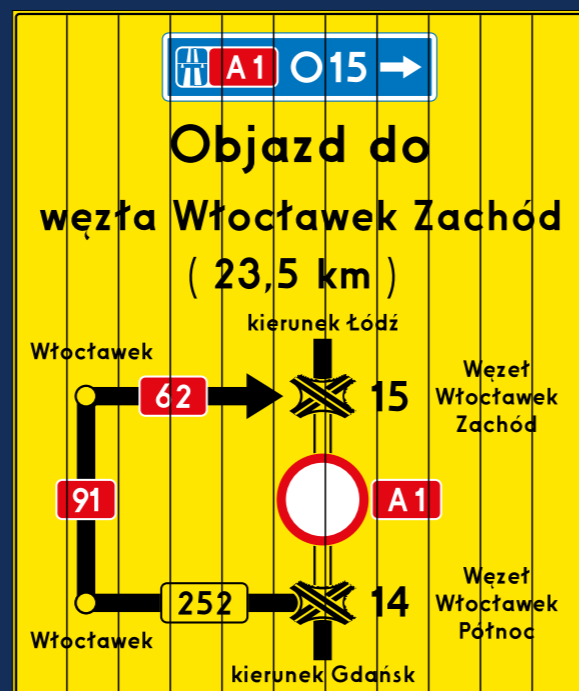 A1 O15
Objazd do
węzła Włocławek Zachód
( 23,5 km )
kierunek Łódź
Włocławek
62
15
Węzeł
Włocławek
Zachód
91
A1
252
14
Węzeł
Włocławek
Północ
Włocławek
kierunek Gdańsk